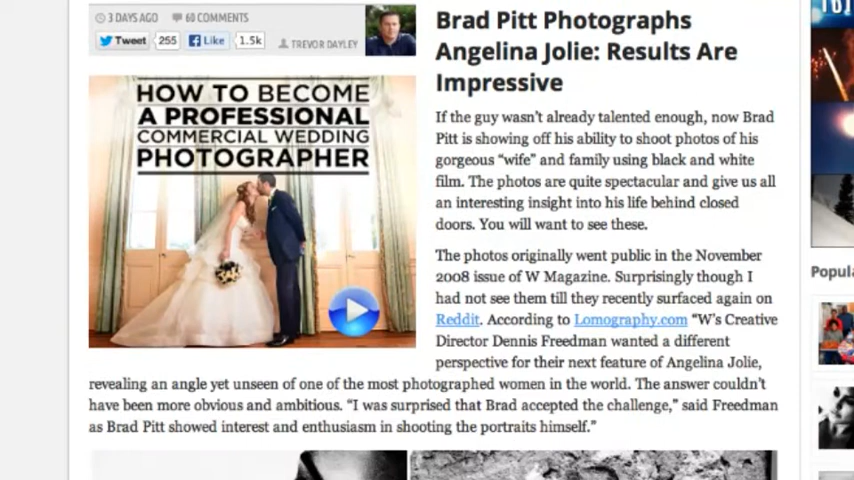 3 DAYS AGO 60 COMMENTS
Tweet 255 Like 1.5k TREVOR DAYLEY
HOW TO BECOME
A PROFESSIONAL
COMMERCIAL WEDDING
PHOTOGRAPHER
Brad Pitt Photographs
Angelina Jolie: Results Are
Impressive
If the guy wasn't already talented enough, now Brad
Pitt is showing off his ability to shoot photos of his
gorgeous "wife" and family using black and white
film. The photos are quite spectacular and give us all
an interesting insight into his life behind closed
doors. You will want to see these.
The photos originally went public in the November
2008 issue of W Magazine. Surprisingly though I
had not see them till they recently surfaced again on
Reddit. According to Lomography.com "W's Creative
Director Dennis Freedman wanted a different
perspective for their next feature of Angelina Jolie,
revealing an angle yet unseen of one of the most photographed women in the world. The answer couldn't
have been more obvious and ambitious. "I was surprised that Brad accepted the challenge," said Freedman
as Brad Pitt showed interest and enthusiasm in shooting the portraits himself."
Popula